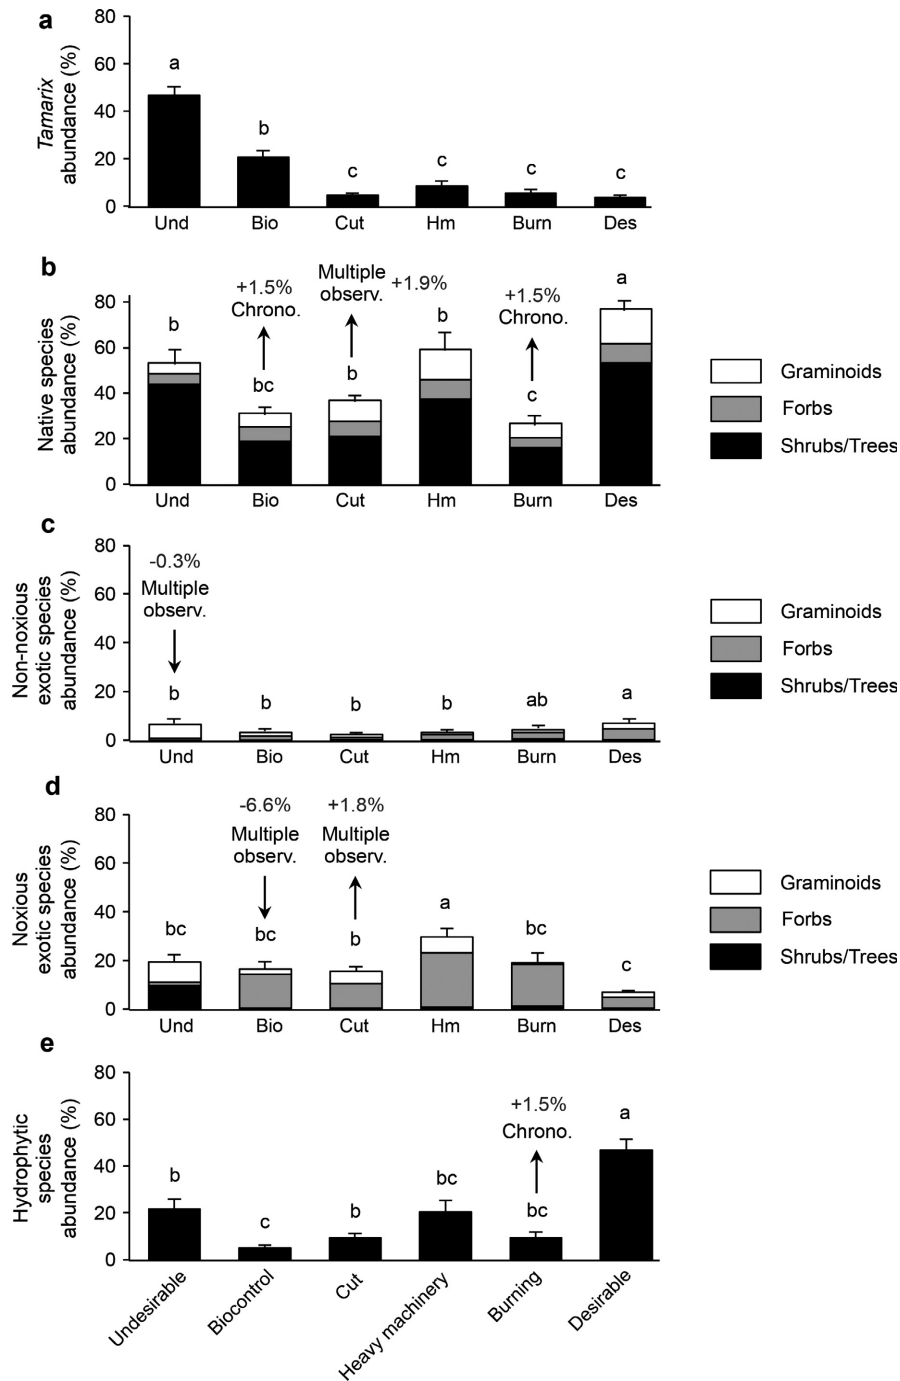 a
Tamarix
abundance (%)
80
60
40
20
0
a
b
c
c
c
c
Und
Bio
Cut
Hm
Burn
Des
b
Native species
abundance (%)
80
60
40
20
0
b
+1.5%
Chrono.
bc
Multiple
observ.
+1.9%
b
b
+1.5%
Chrono.
c
a
Und
Bio
Cut
Hm
Burn
Des
Graminoids
Forbs
Shrubs/Trees
c
Non-noxious
exotic species
abundance (%)
80
60
40
20
0
-0.3%
Multiple
observ.
b
b
b
b
ab
a
Und
Bio
Cut
Hm
Burn
Des
Graminoids
Forbs
Shrubs/Trees
d
Noxious
exotic species
abundance (%)
80
60
40
20
0
bc
-6.6%
Multiple
observ.
bc
+1.8%
Multiple
observ.
b
a
bc
c
Und
Bio
Cut
Hm
Burn
Des
Graminoids
Forbs
Shrubs/Trees
e
Hydrophytic
species
abundance (%)
80
60
40
20
0
b
c
b
bc
+1.5%
Chrono.
bc
a
Undesirable
Biocontrol
Cut
Heavy machinery
Burning
Desirable